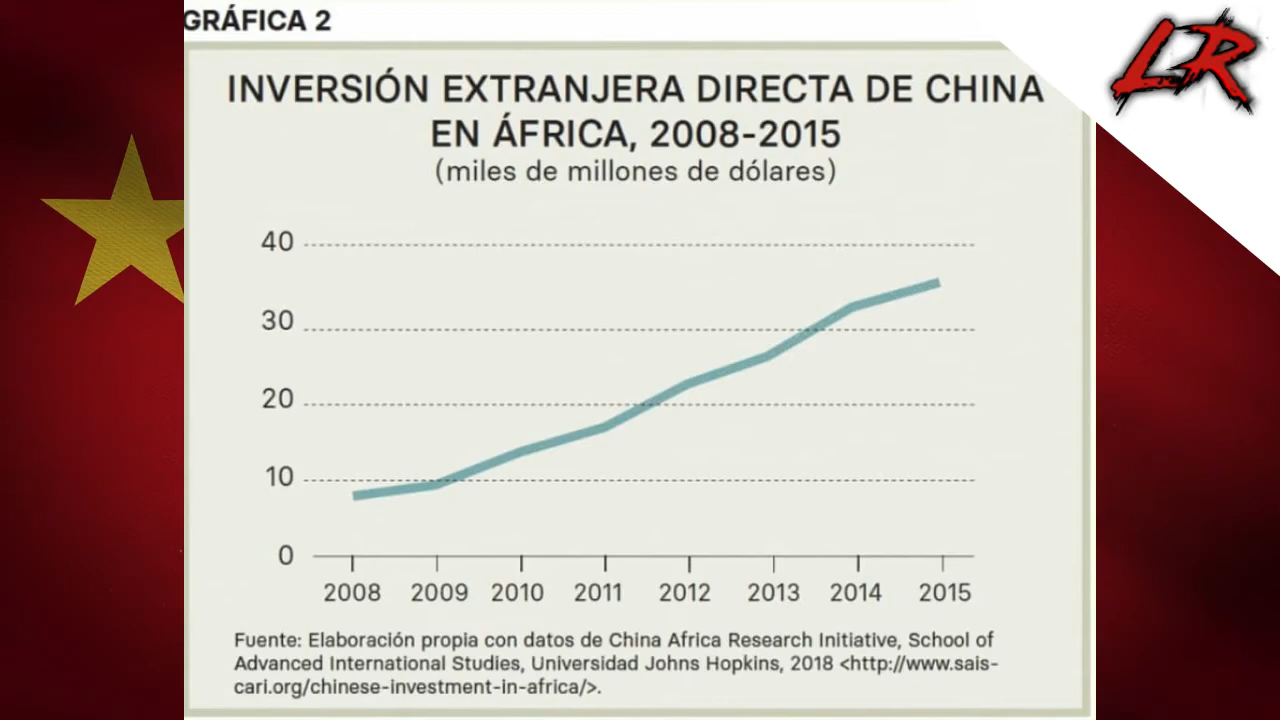 GRÁFICA 2
LR
INVERSIÓN EXTRANJERA DIRECTA DE CHINA
EN ÁFRICA, 2008-2015
(miles de millones de dólares)
40
30
20
10
0
2008 2009 2010 2011 2012 2013 2014 2015
Fuente: Elaboración propia con datos de China Africa Research Initiative, School of
Advanced International Studies, Universidad Johns Hopkins, 2018 <http://www.sais-
cari.org/chinese-investment-in-africa/>.